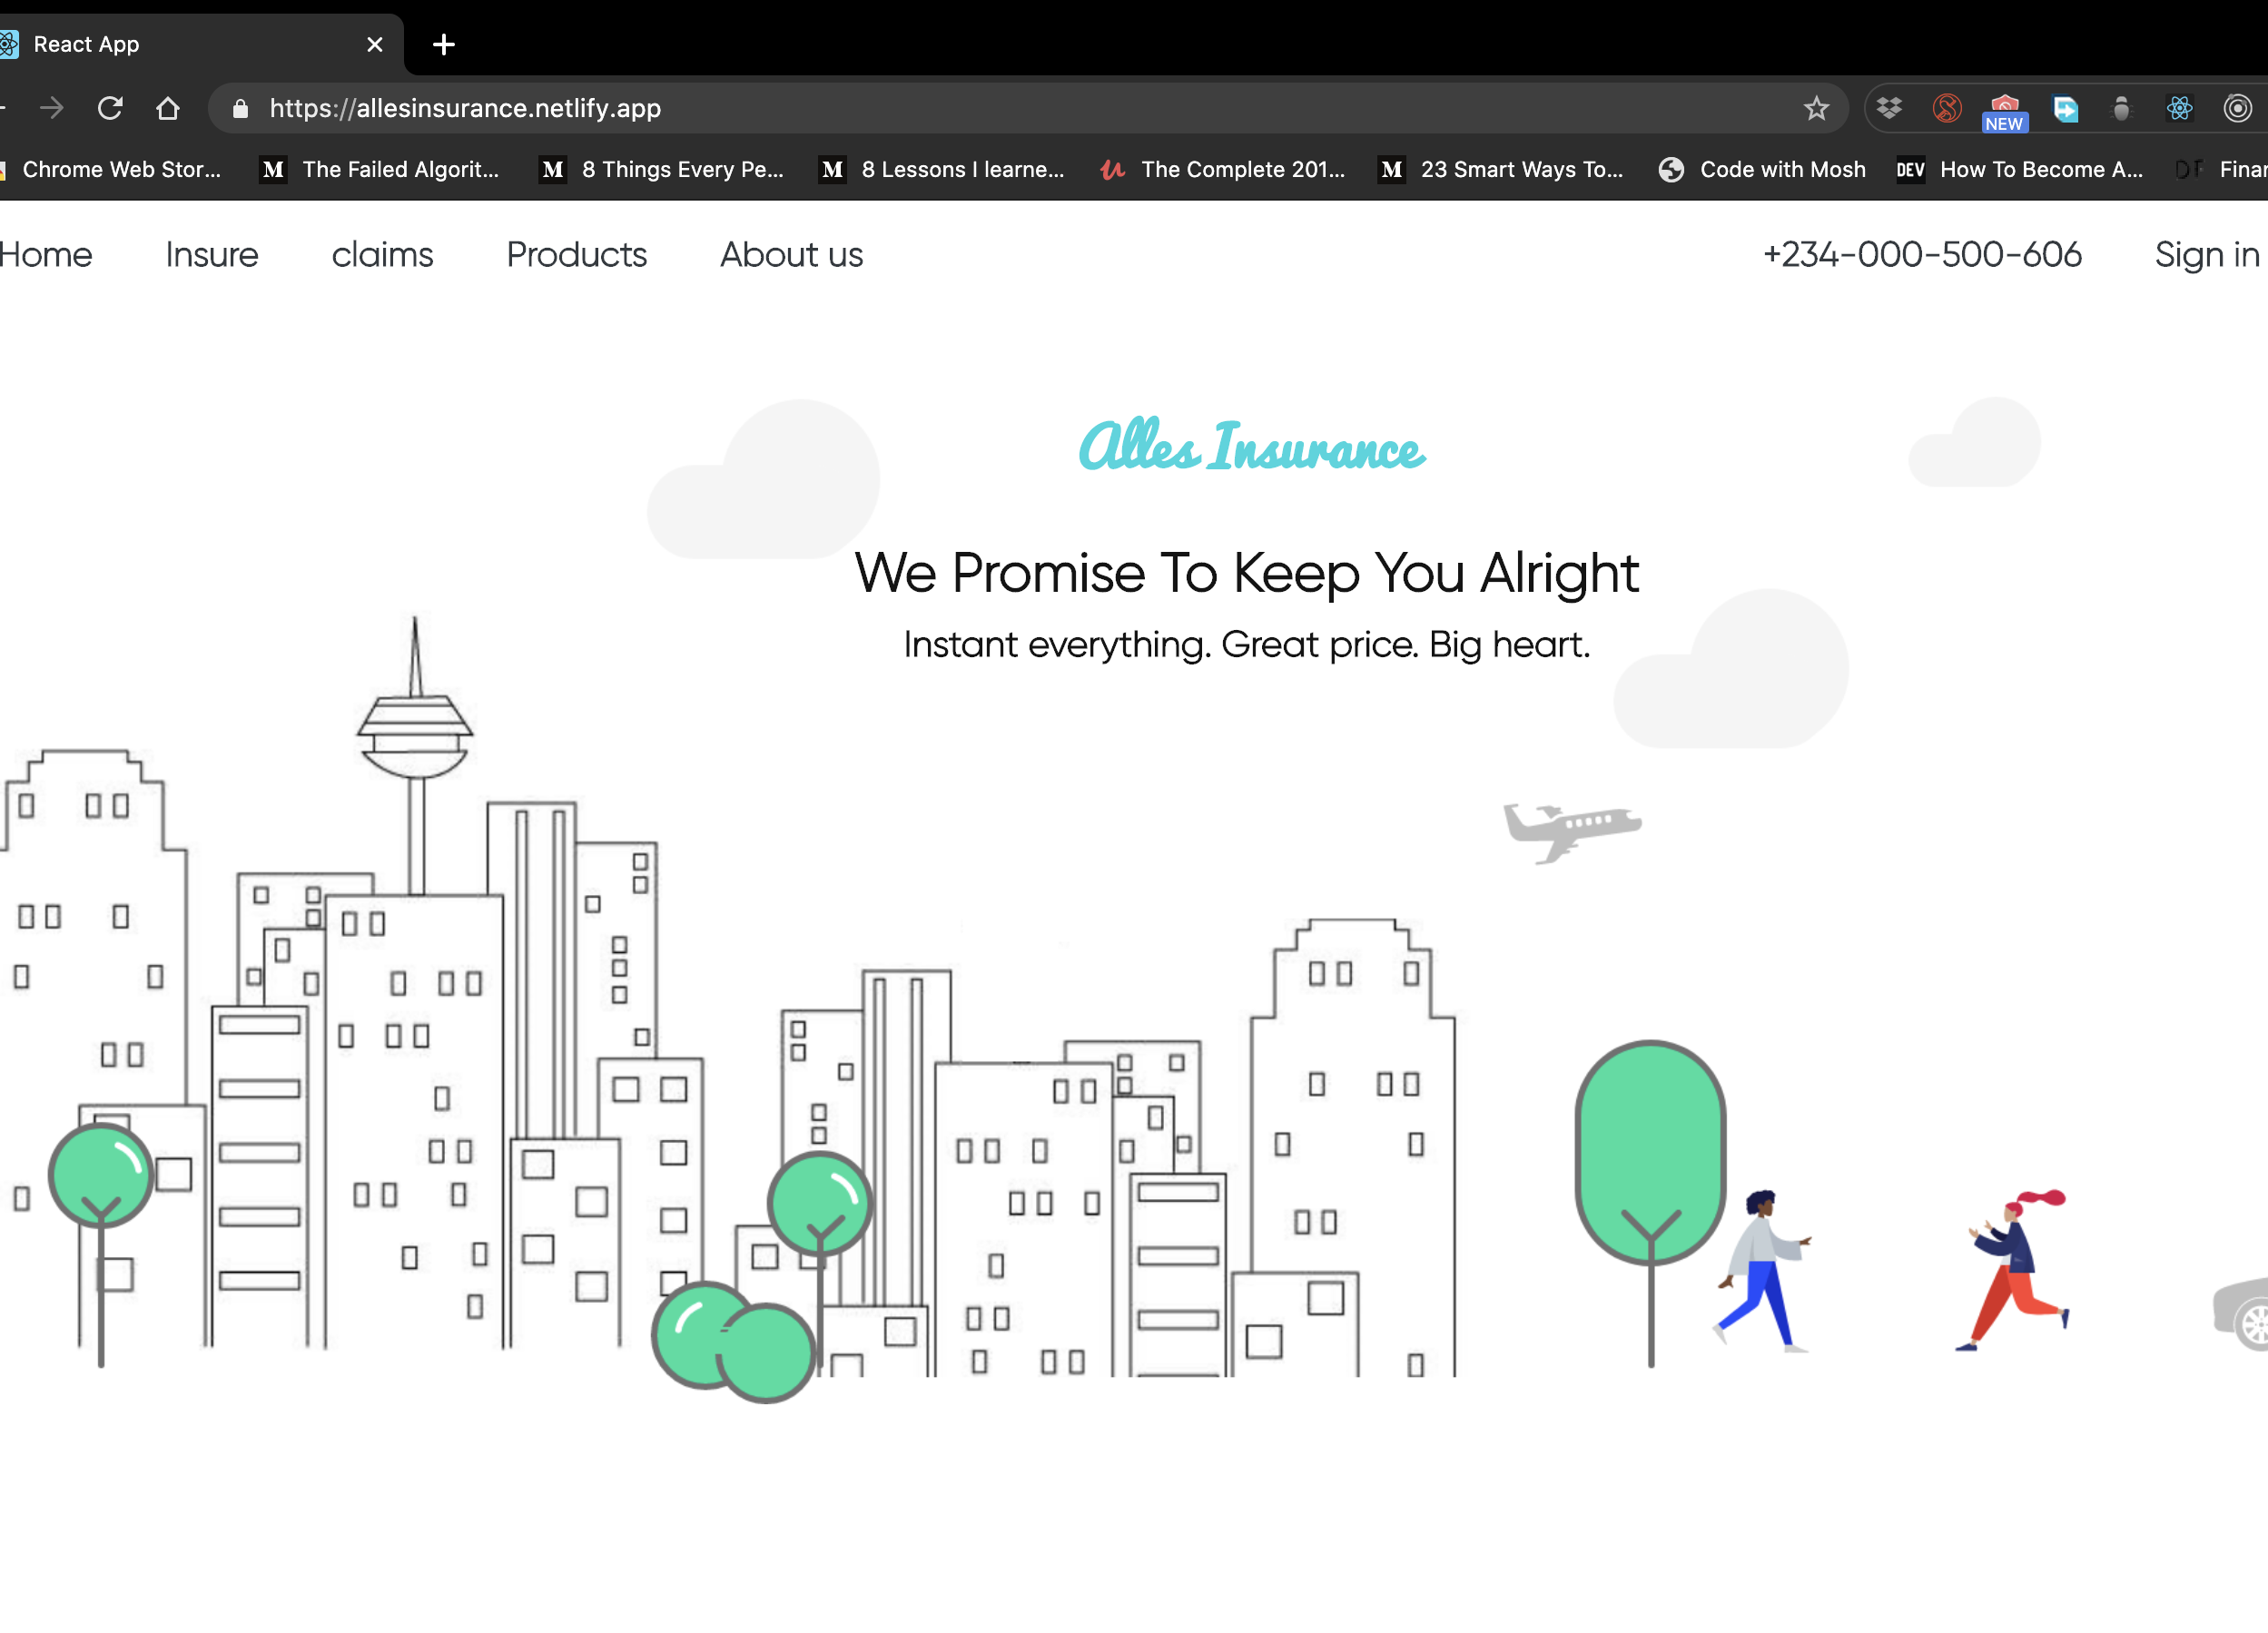 React App
https://allesinsurance.netlify.app
NEW
Chrome Web Stor... M The Failed Algorit... M 8 Things Every Pe... M 8 Lessons I learne... The Complete 201... M 23 Smart Ways To... Code with Mosh DEV How To Become A... DF Finan
Home Insure claims Products About us +234-000-500-606 Sign in
Alles Insurance
We Promise To Keep You Alright
Instant everything. Great price. Big heart.